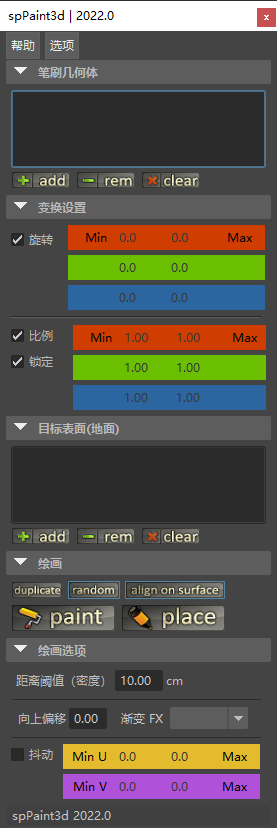 spPaint3d | 2022.0
帮助 选项
笔刷几何体
add rem clear
变换设置
旋转 Min 0.0 0.0 Max
0.0 0.0
0.0 0.0
比例 Min 1.00 1.00 Max
锁定 1.00 1.00
1.00 1.00
目标表面(地面)
add rem clear
绘画
duplicate random align on surface
paint place
绘画选项
距离阈值（密度） 10.00 cm
向上偏移 0.00 渐变 FX
抖动 Min U 0.0 0.0 Max
Min V 0.0 0.0 Max
spPaint3d 2022.0